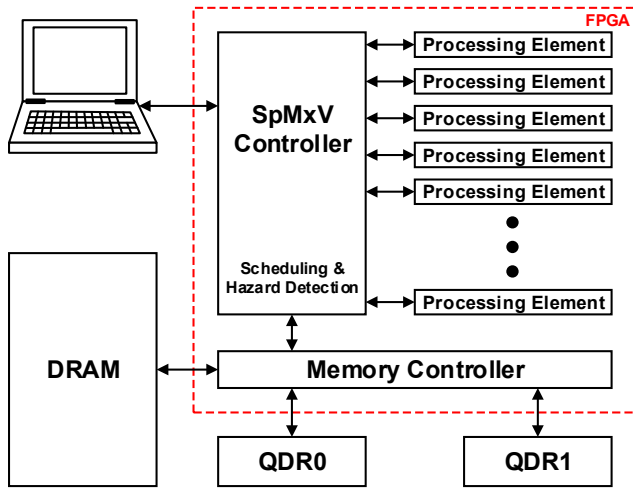 FPGA
Processing Element
Processing Element
SpMxV
Controller
Processing Element
Processing Element
Processing Element
Scheduling &
Hazard Detection
Processing Element
DRAM
Memory Controller
QDR0
QDR1